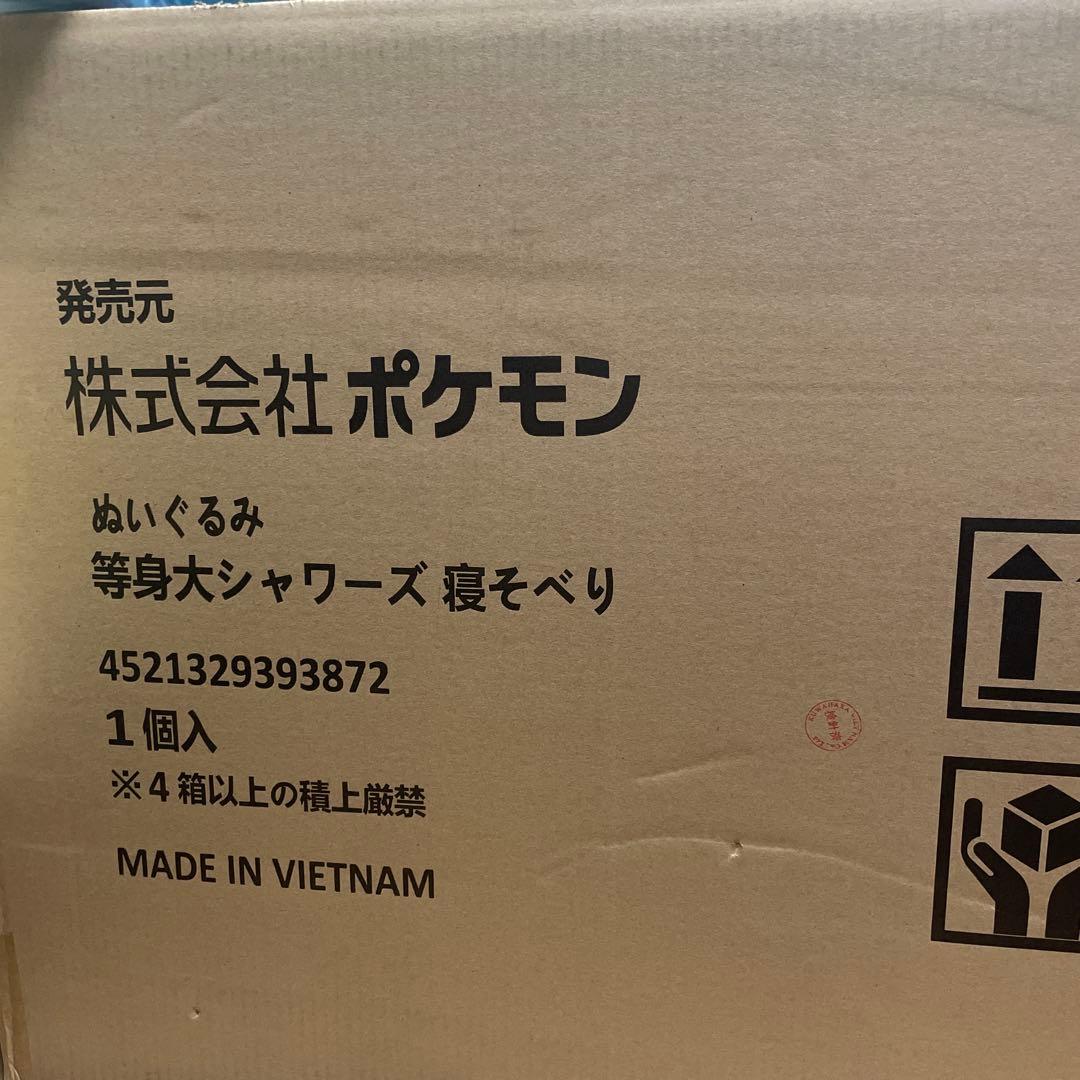 発売元
株式会社ポケモン
ぬいぐるみ
等身大シャワーズ 寝そべり
4521329393872
1個入
※4箱以上の積上厳禁
MADE IN VIETNAM